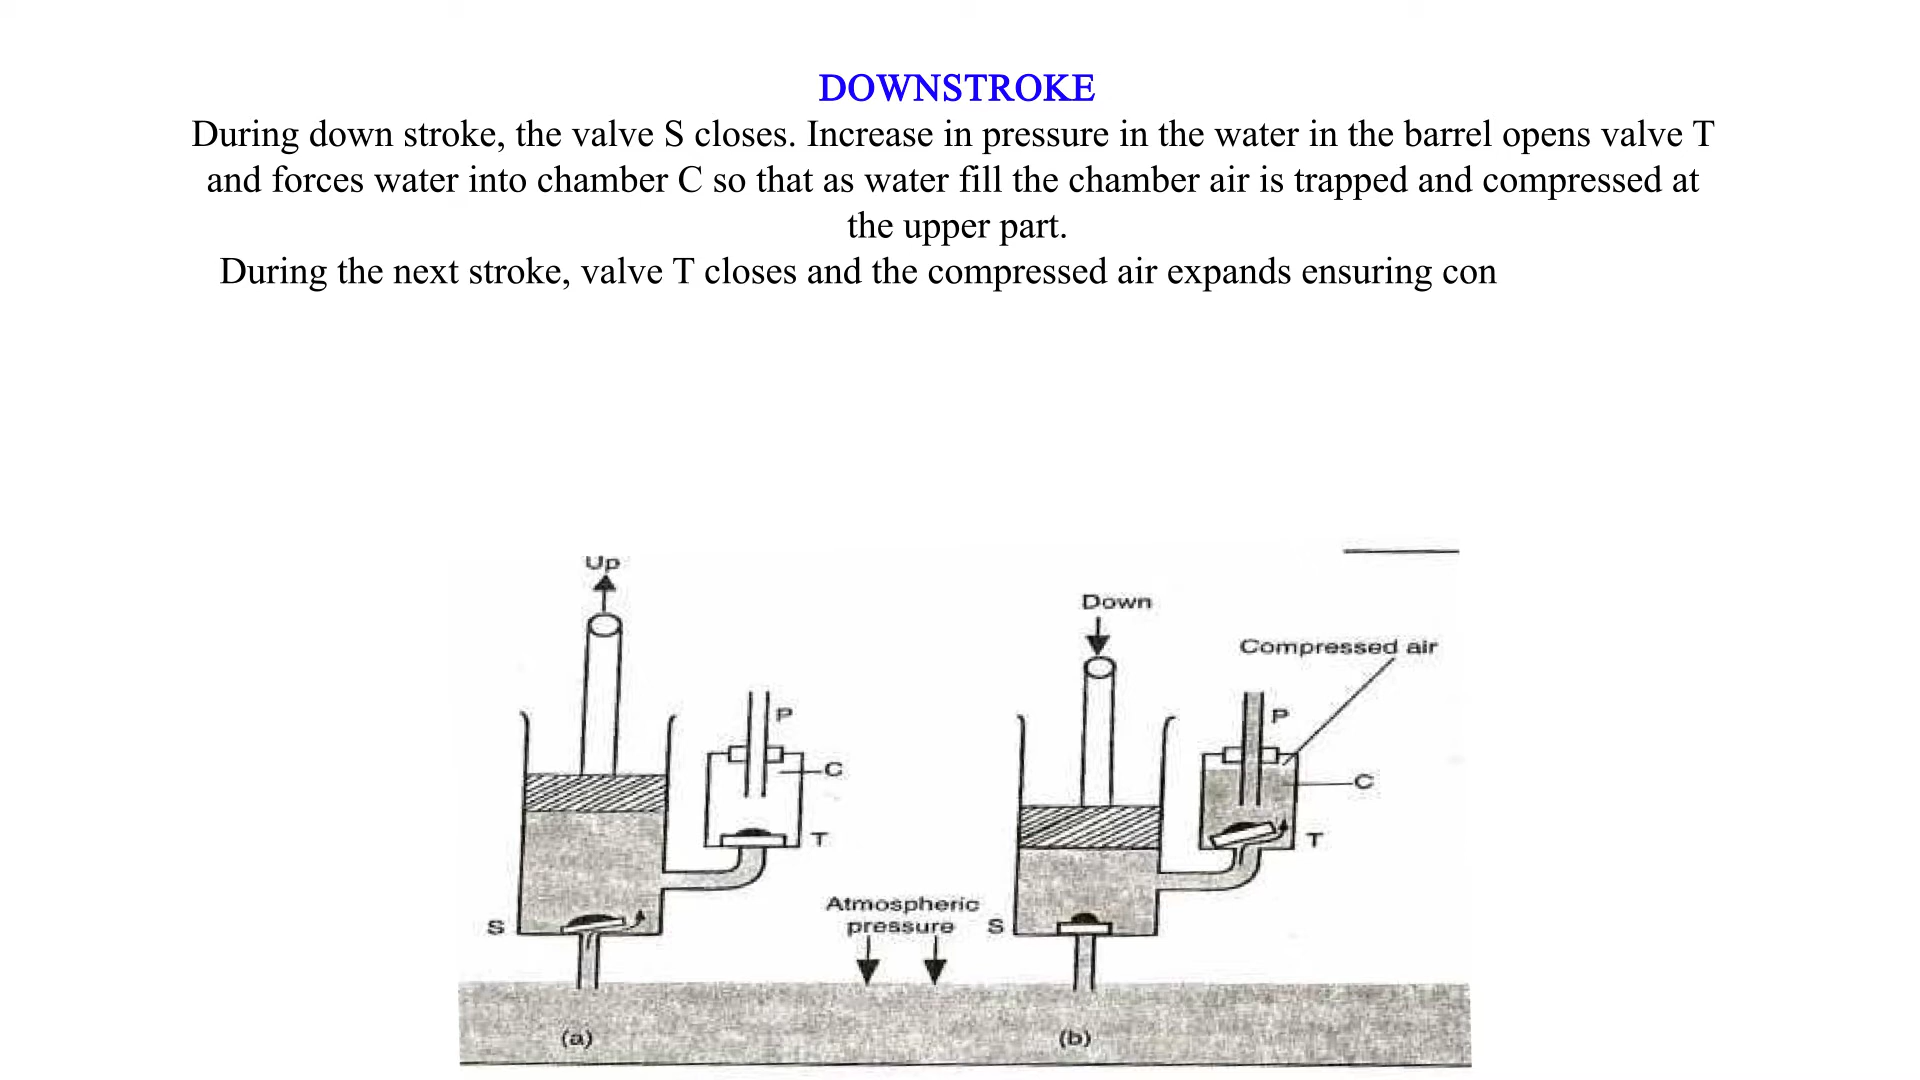 DOWNSTROKE
During down stroke, the valve S closes. Increase in pressure in the water in the barrel opens valve T
and forces water into chamber C so that as water fill the chamber air is trapped and compressed at
the upper part.
During the next stroke, valve T closes and the compressed air expands ensuring con
Up
Down
Compressed air
P
P
C
C
T
T
Atmospheric
pressure
S
S
(a)
(b)